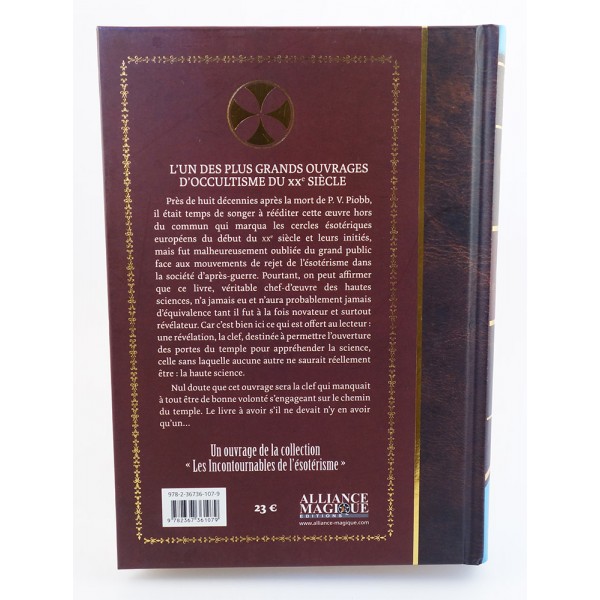 L'UN DES PLUS GRANDS OUVRAGES
D'OCCULTISME DU XXe SIÈCLE
Près de huit décennies après la mort de P. V. Piobb,
il était temps de songer à rééditer cette œuvre hors
du commun qui marqua les cercles ésotériques
européens du début du XXe siècle et leurs initiés,
mais fut malheureusement oubliée du grand public
face aux mouvements de rejet de l'ésotérisme dans
la société d'après-guerre. Pourtant, on peut affirmer
que ce livre, véritable chef-d'œuvre des hautes
sciences, n'a jamais eu et n'aura probablement jamais
d'équivalence tant il fut à la fois novateur et surtout
révélateur. Car c'est bien ici ce qui est offert au lecteur :
une révélation, la clef, destinée à permettre l'ouverture
des portes du temple pour appréhender la science,
celle sans laquelle aucune autre ne saurait réellement
être : la haute science.
Nul doute que cet ouvrage sera la clef qui manquait
à tout être de bonne volonté s'engageant sur le chemin
du temple. Le livre à avoir s'il ne devait n'y en avoir
qu'un...
Un ouvrage de la collection
« Les Incontournables de l'ésotérisme »
978-2-36736-107-9
9 782367 361079
23 €
ALLIANCE
MAGIQUE
EDITIONS
www.alliance-magique.com